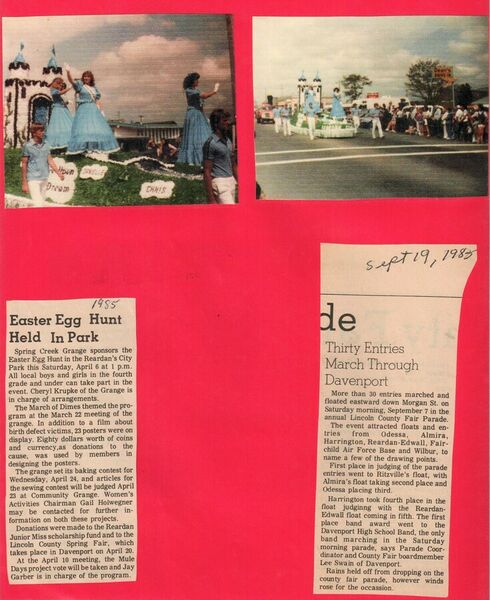 DANELLE
Dream
CHRIS
1985
Easter Egg Hunt
Held In Park
Spring Creek Grange sponsors the
Easter Egg Hunt in the Reardan's City
Park this Saturday, April 6 at 1 p.m.
All local boys and girls in the fourth
grade and under can take part in the
event. Cheryl Krupke of the Grange is
in charge of arrangements.
The March of Dimes themed the
program at the March 22 meeting of the
grange. In addition to a film about
birth defect victims, 23 posters were on
display. Eighty dollars worth of coins
and currency,as donations to the
cause, was used by members in
designing the posters.
The grange set its baking contest for
Wednesday, April 24, and articles for
the sewing contest will be judged April
23 at Community Grange. Women's
Activities Chairman Gail Holwegner
may be contacted for further in-
formation on both these projects.
Donations were made to the Reardan
Junior Miss scholarship fund and to the
Lincoln County Spring Fair, which
takes place in Davenport on April 20.
At the April 10 meeting, the Mule
Days project vote will be taken and Jay
Garber is in charge of the program.
Sept 19, 1985
de
Thirty Entries
March Through
Davenport
More than 30 entries marched and
floated eastward down Morgan St. on
Saturday morning, September 7 in the
annual Lincoln County Fair Parade.
The event attracted floats and en-
tries from Odessa, Almira,
Harrington, Reardan-Edwall, Fair-
child Air Force Base and Wilbur, to
name a few of the drawing points.
First place in judging of the parade
entries went to Ritzville's float, with
Almira's float taking second place and
Odessa placing third.
Harrington took fourth place in the
float judginng with the Reardan-
Edwall float coming in fifth. The first
place band award went to the
Davenport High School Band, the only
band marching in the Saturday
morning parade, says Parade Coor-
dinator and County Fair boardmember
Lee Swain of Davenport.
Rains held off from dropping on the
county fair parade, however winds
rose for the occasion.